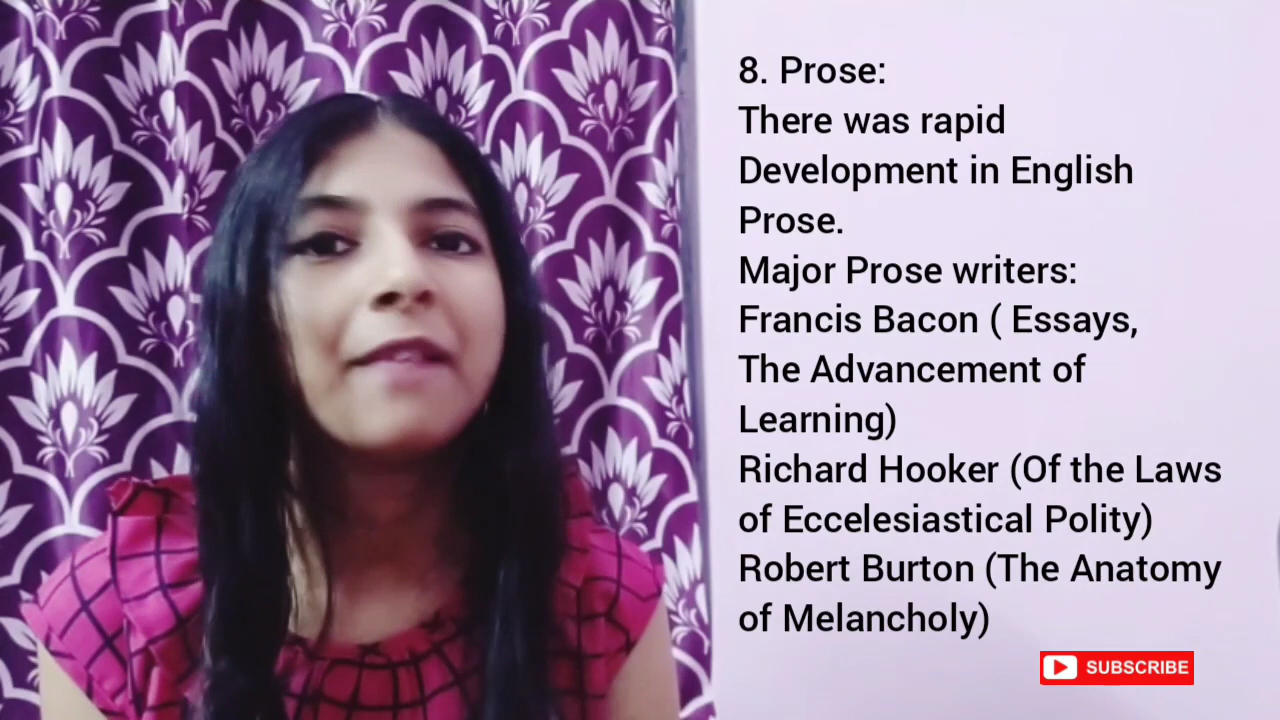 8. Prose:
There was rapid
Development in English
Prose.
Major Prose writers:
Francis Bacon ( Essays,
The Advancement of
Learning)
Richard Hooker (Of the Laws
of Eccelesiastical Polity)
Robert Burton (The Anatomy
of Melancholy)
SUBSCRIBE